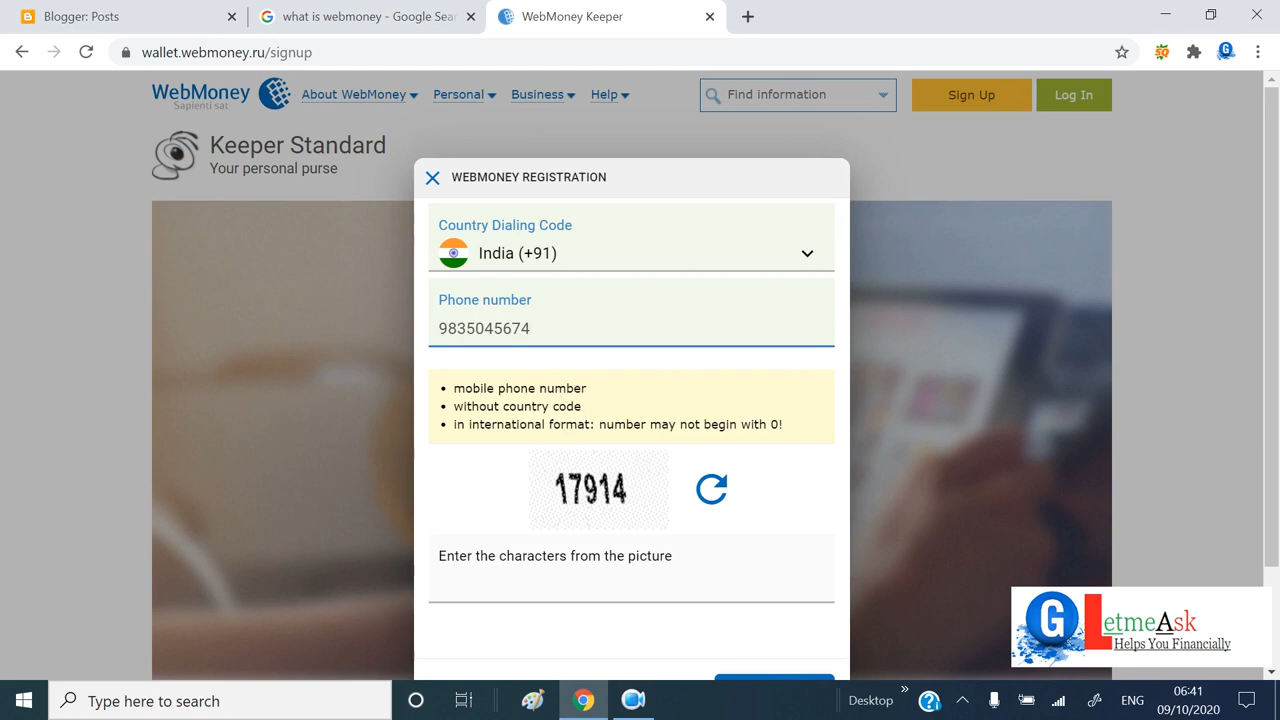 Blogger: Posts
what is webmoney - Google Sea
WebMoney Keeper
wallet.webmoney.ru/signup
WebMoney
Sapienti sat
About WebMoney
Personal
Business
Help
Find information
Sign Up
Log In
Keeper Standard
Your personal purse
WEBMONEY REGISTRATION
Country Dialing Code
India (+91)
Phone number
9835045674
• mobile phone number
• without country code
• in international format: number may not begin with 0!
17914
Enter the characters from the picture
G LetmeAsk
Helps You Financially
Type here to search
Desktop
ENG
06:41
09/10/2020